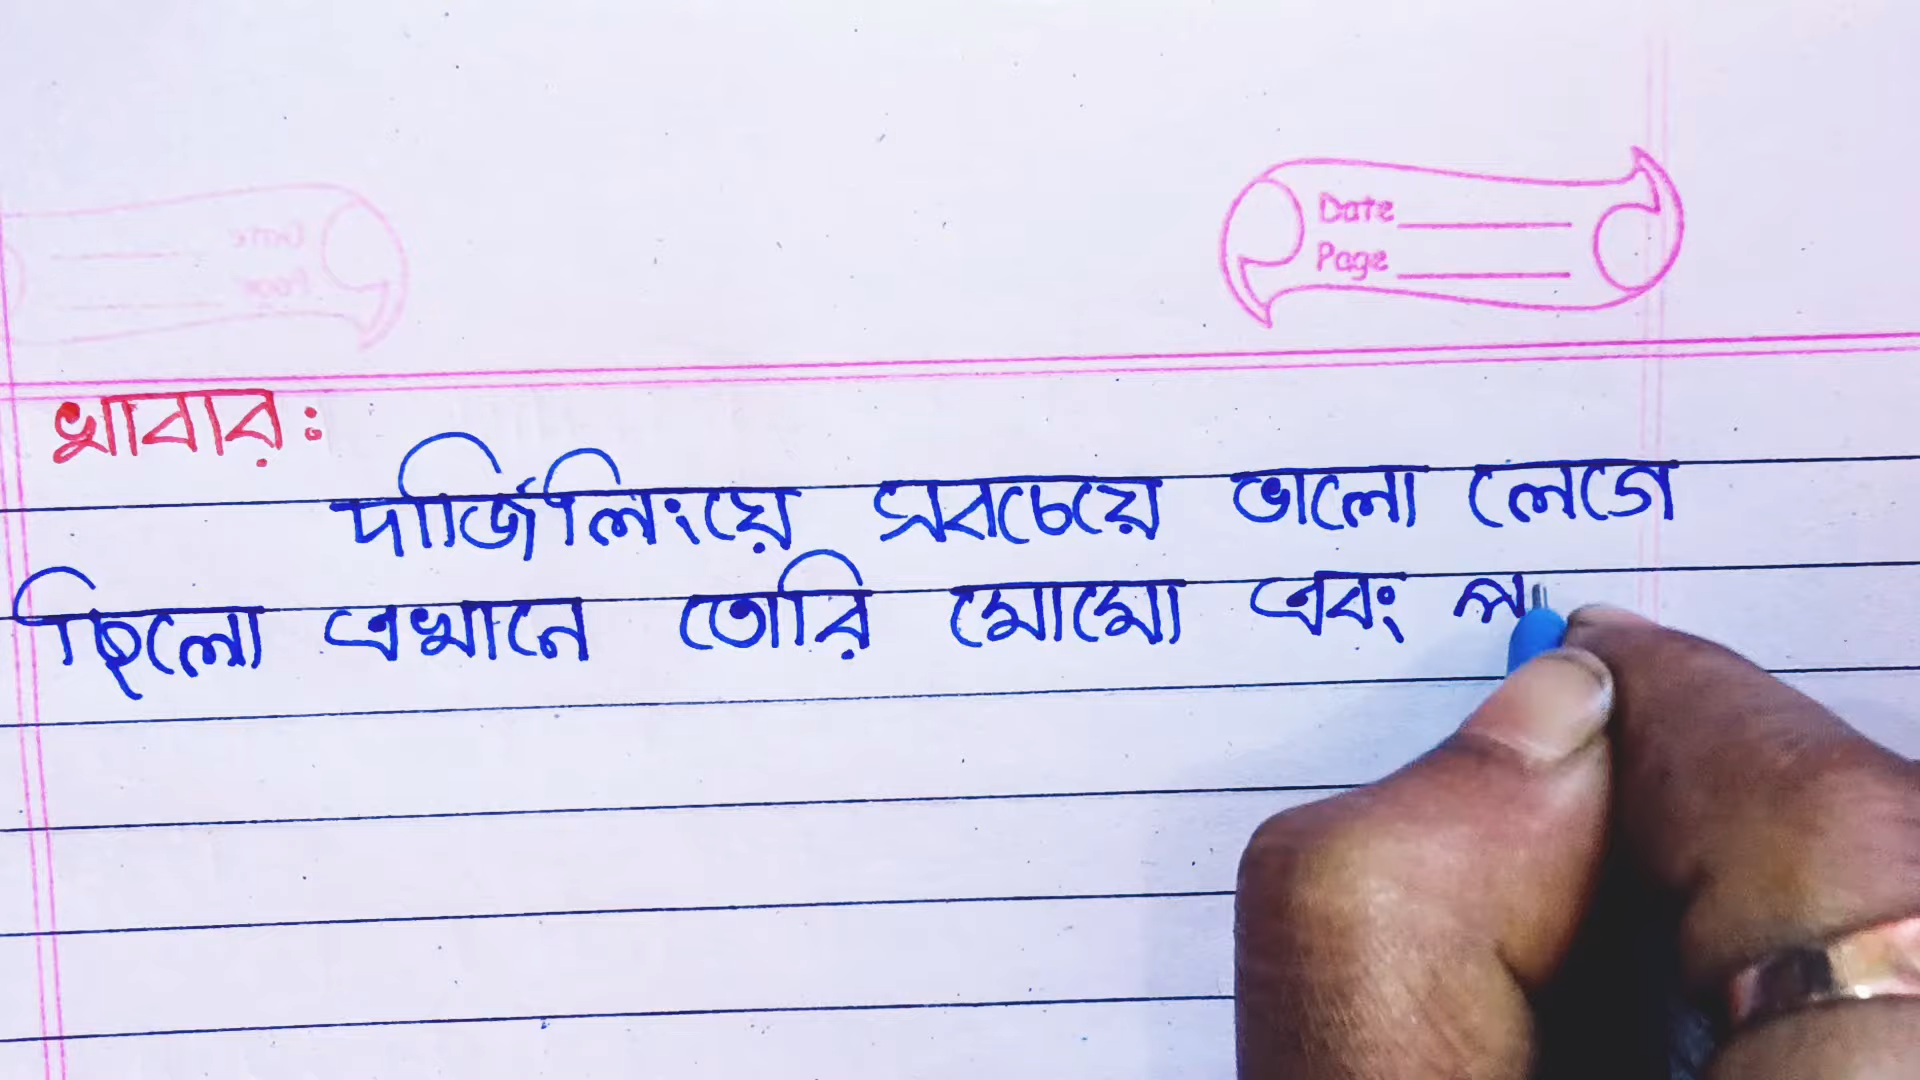 Date
Page
খাবার:
দার্জিলিংয়ে সবচেয়ে ভালো লেগে
ছিলো এখানে তৈরি মোমো এবং